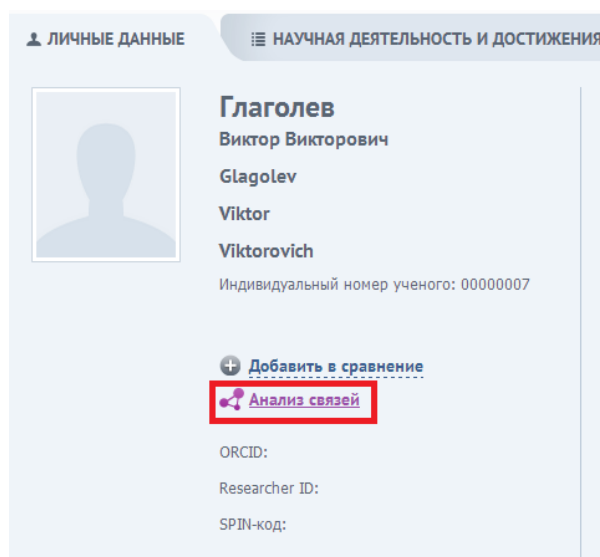 ЛИЧНЫЕ ДАННЫЕ
НАУЧНАЯ ДЕЯТЕЛЬНОСТЬ И ДОСТИЖЕНИЯ
Глаголев
Виктор Викторович
Glagolev
Viktor
Viktorovich
Индивидуальный номер ученого: 00000007
Добавить в сравнение
Анализ связей
ORCID:
Researcher ID:
SPIN-код: